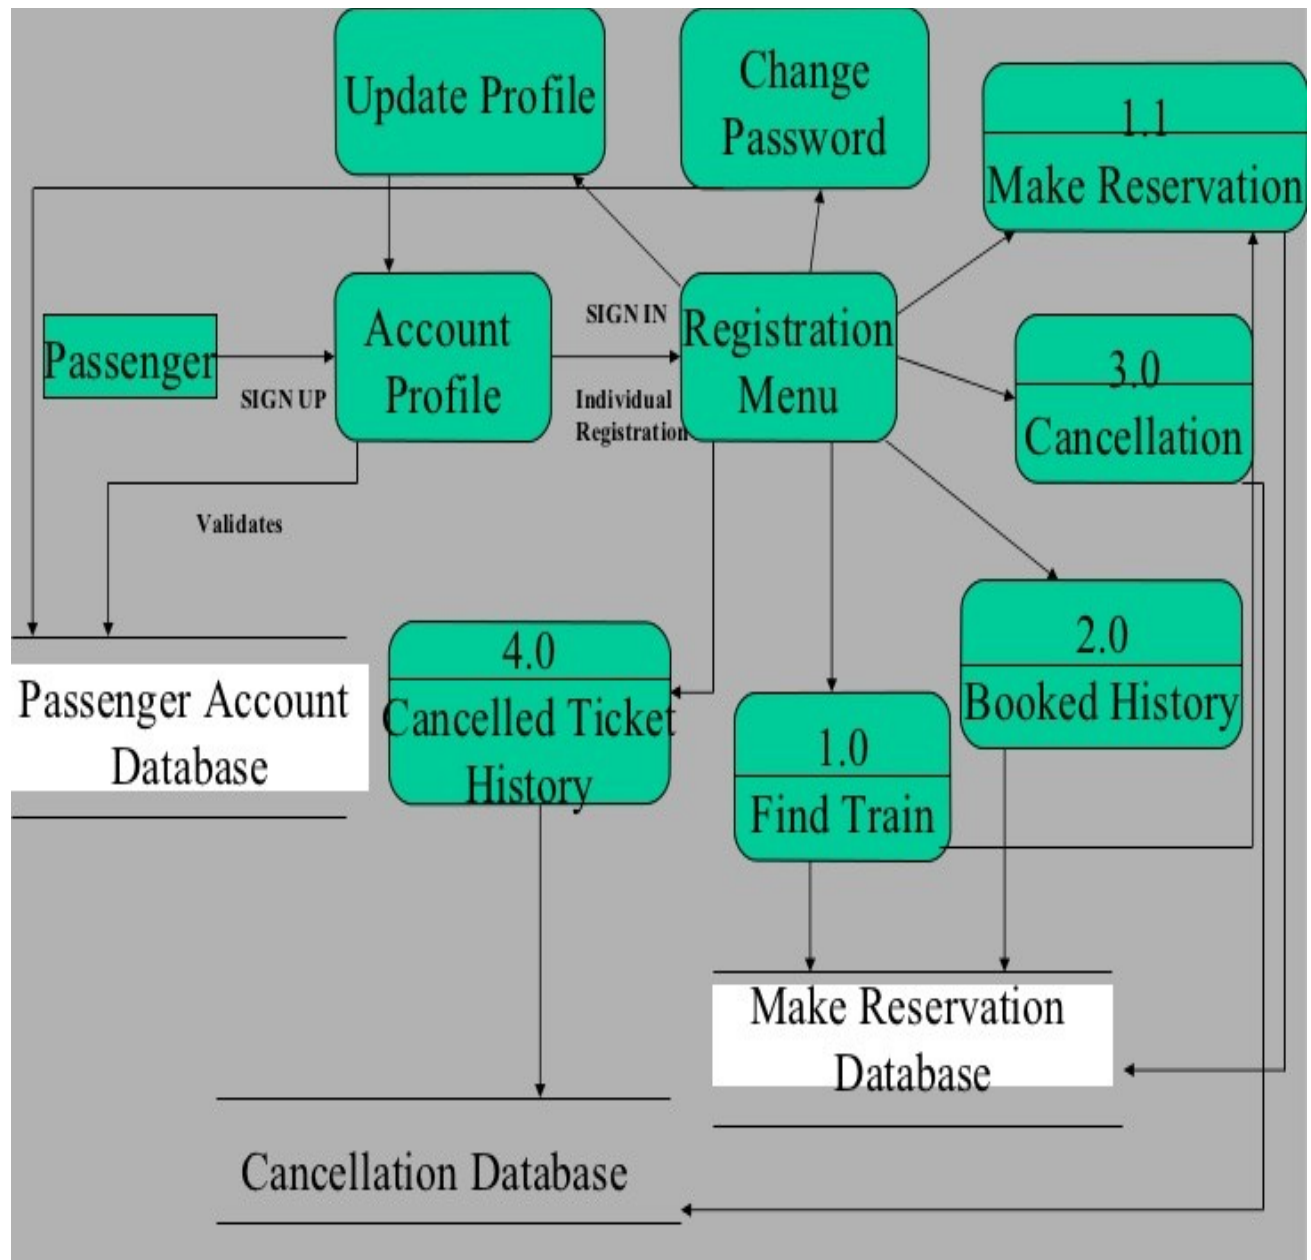 Update Profile
Change
Password
1.1
Make Reservation
Passenger
SIGN UP
Account
Profile
SIGN IN
Individual
Registration
Registration
Menu
3.0
Cancellation
Validates
Passenger Account
Database
4.0
Cancelled Ticket
History
1.0
Find Train
2.0
Booked History
Make Reservation
Database
Cancellation Database